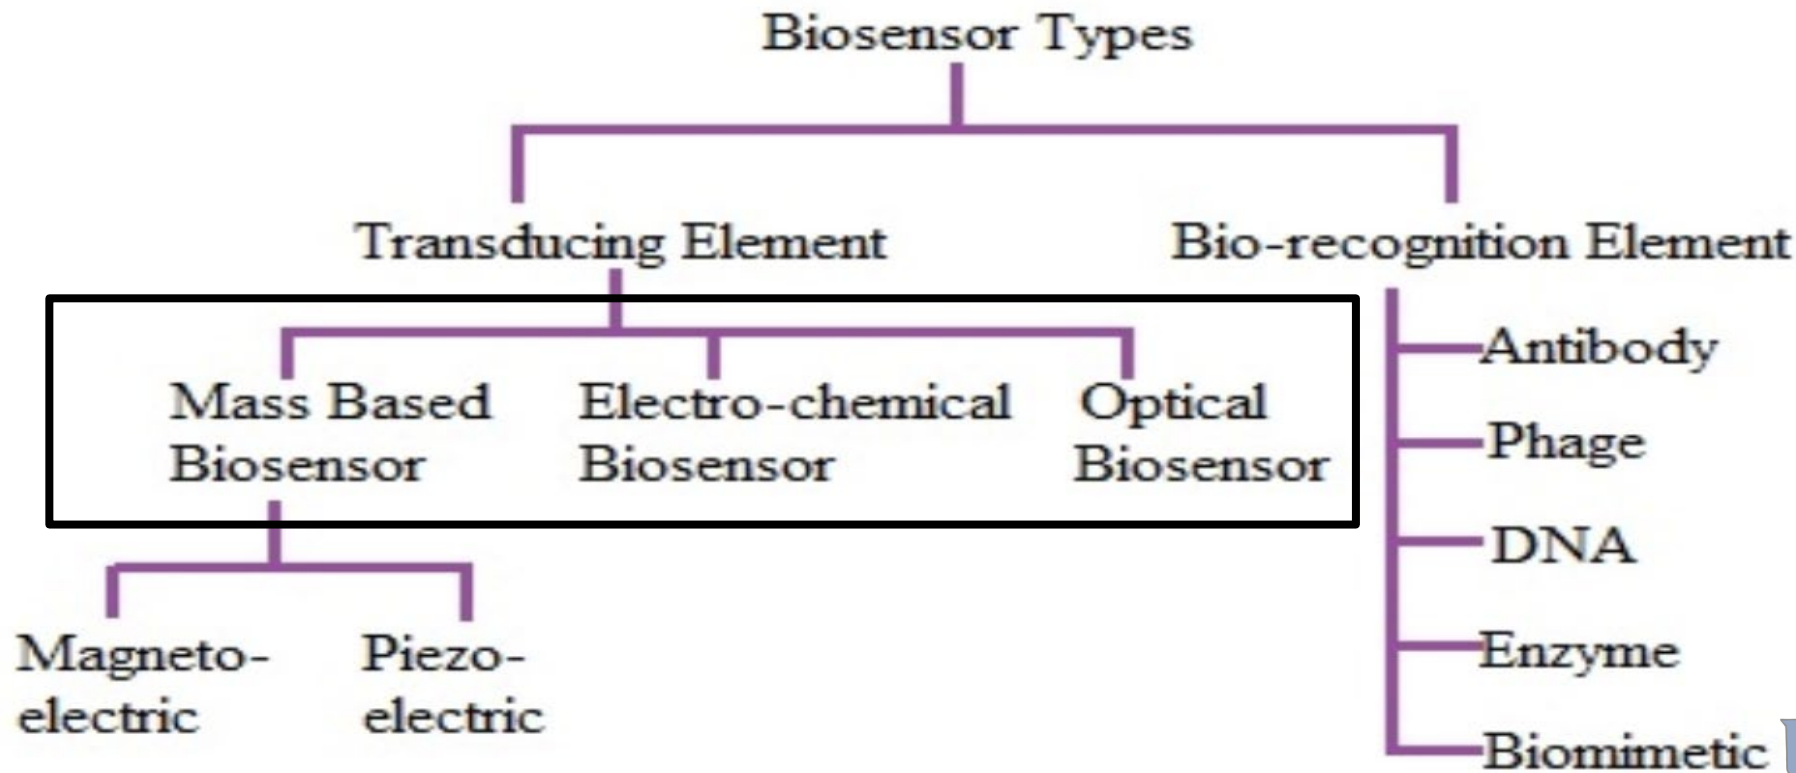 Biosensor Types
Transducing Element
Bio-recognition Element
Mass Based
Biosensor
Electro-chemical
Biosensor
Optical
Biosensor
Magneto-
electric
Piezo-
electric
Antibody
Phage
DNA
Enzyme
Biomimetic